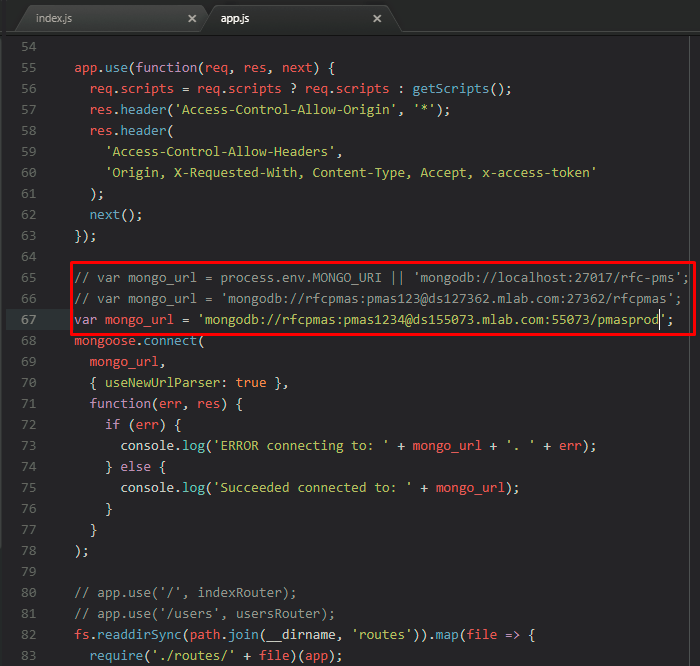 index.js × app.js ×
54
55 app.use(function(req, res, next) {
56 req.scripts = req.scripts ? req.scripts : getScripts();
57 res.header('Access-Control-Allow-Origin', '*');
58 res.header(
59 'Access-Control-Allow-Headers',
60 'Origin, X-Requested-With, Content-Type, Accept, x-access-token'
61 );
62 next();
63 });
64
65 // var mongo_url = process.env.MONGO_URI || 'mongodb://localhost:27017/rfc-pms';
66 // var mongo_url = 'mongodb://rfcpmas:pmas123@ds127362.mlab.com:27362/rfcpmas';
67 var mongo_url = 'mongodb://rfcpmas:pmas1234@ds155073.mlab.com:55073/pmasprod';
68 mongoose.connect(
69 mongo_url,
70 { useNewUrlParser: true },
71 function(err, res) {
72 if (err) {
73 console.log('ERROR connecting to: ' + mongo_url + '. ' + err);
74 } else {
75 console.log('Succeeded connected to: ' + mongo_url);
76 }
77 }
78 );
79
80 // app.use('/', indexRouter);
81 // app.use('/users', usersRouter);
82 fs.readdirSync(path.join(__dirname, 'routes')).map(file => {
83 require('./routes/' + file)(app);